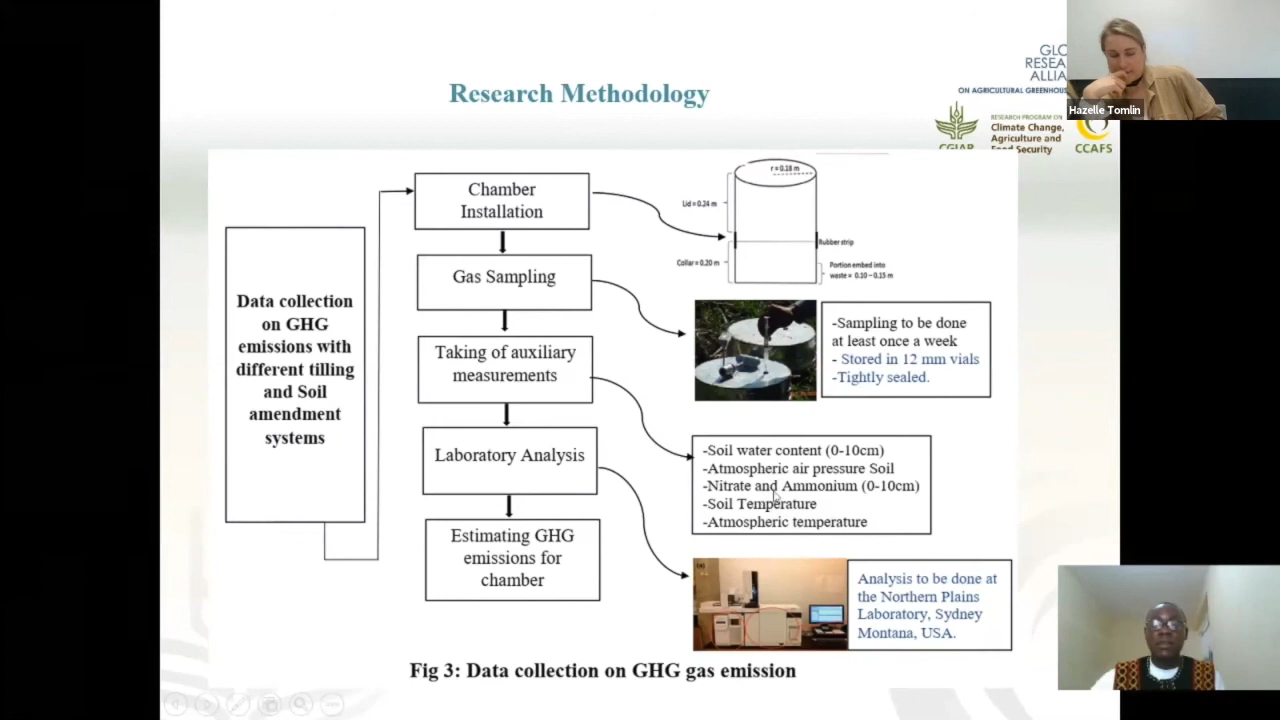 Research Methodology
GLO
RESEA
ALLIA
ON AGRICULTURAL GREENHOUS
Hazelle Tomlin
CGIAR
RESEARCH PROGRAM ON
Climate Change,
Agriculture and
Food Security
CCAFS
Data collection
on GHG
emissions with
different tilling
and Soil
amendment
systems
Chamber
Installation
Gas Sampling
Taking of auxiliary
measurements
Laboratory Analysis
Estimating GHG
emissions for
chamber
r = 0.18 m
Lid = 0.24 m
Rubber strip
Collar = 0.20 m
Portion embed into
waste = 0.10 – 0.15 m
-Sampling to be done
at least once a week
- Stored in 12 mm vials
-Tightly sealed.
-Soil water content (0-10cm)
-Atmospheric air pressure Soil
-Nitrate and Ammonium (0-10cm)
-Soil Temperature
-Atmospheric temperature
Analysis to be done at
the Northern Plains
Laboratory, Sydney
Montana, USA.
Fig 3: Data collection on GHG gas emission